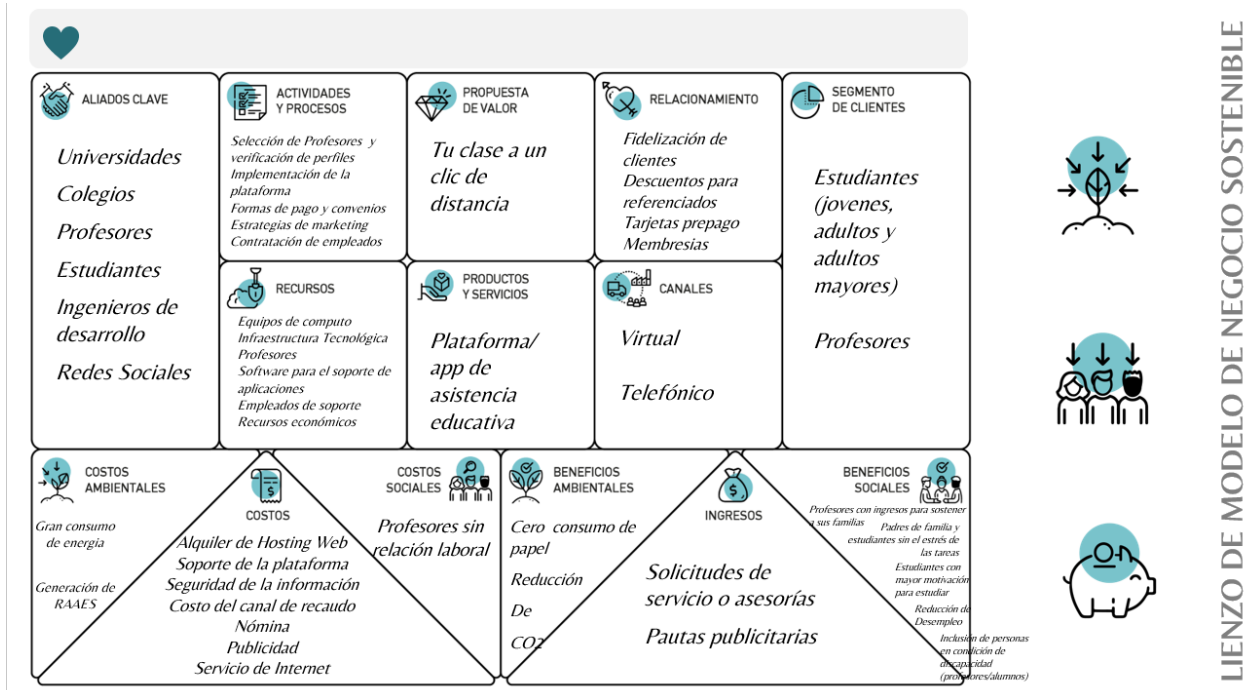 ALIADOS CLAVE
Universidades
Colegios
Profesores
Estudiantes
Ingenieros de
desarrollo
Redes Sociales
ACTIVIDADES
Y PROCESOS
Selección de Profesores y
verificación de perfiles
Implementación de la
plataforma
Formas de pago y convenios
Estrategias de marketing
Contratación de empleados
RECURSOS
Equipos de computo
Infraestructura Tecnológica
Profesores
Software para el soporte de
aplicaciones
Empleados de soporte
Recursos económicos
PROPUESTA
DE VALOR
Tu clase a un
clic de
distancia
PRODUCTOS
Y SERVICIOS
Plataforma/
app de
asistencia
educativa
RELACIONAMIENTO
Fidelización de
clientes
Descuentos para
referenciados
Tarjetas prepago
Membresias
CANALES
Virtual
Telefónico
SEGMENTO
DE CLIENTES
Estudiantes
(jovenes,
adultos y
adultos
mayores)
Profesores
COSTOS
AMBIENTALES
Gran consumo
de energia
Generación de
RAAES
COSTOS
Alquiler de Hosting Web
Soporte de la plataforma
Seguridad de la información
Costo del canal de recaudo
Nómina
Publicidad
Servicio de Internet
COSTOS
SOCIALES
Profesores sin
relación laboral
BENEFICIOS
AMBIENTALES
Cero consumo de
papel
Reducción
De
CO2
INGRESOS
Solicitudes de
servicio o asesorías
Pautas publicitarias
BENEFICIOS
SOCIALES
Profesores con ingresos para sostener
a sus familias
Padres de familia y
estudiantes sin el estrés de
las tareas
Estudiantes con
mayor motivación
para estudiar
Reducción de
Desempleo
Inclusión de personas
en condición de
discapacidad
(profesores/alumnos)
LIENZO DE MODELO DE NEGOCIO SOSTENIBLE